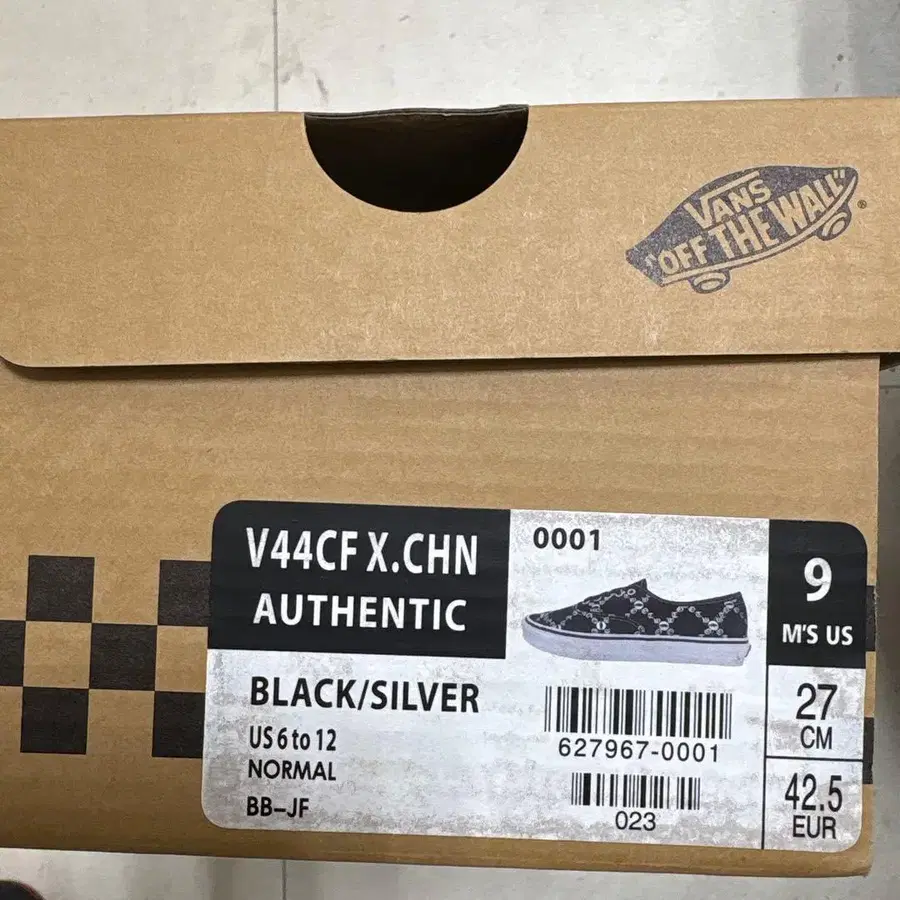 VANS
"OFF THE WALL"
®
V44CF X.CHN
AUTHENTIC
0001
9
M'S US
BLACK/SILVER
US 6 to 12
NORMAL
BB-JF
627967-0001
023
27
CM
42.5
EUR